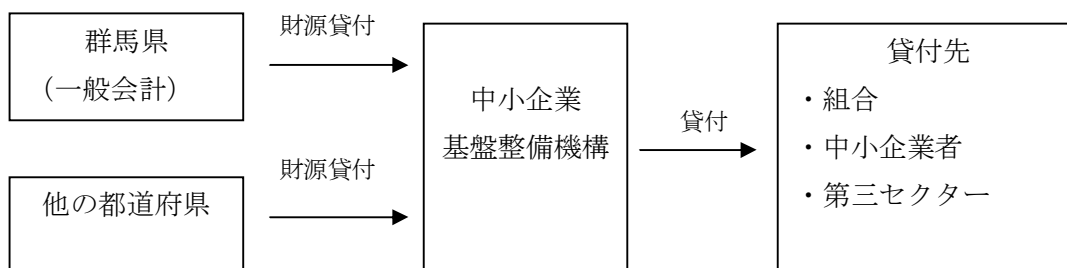 群馬県
(一般会計)
財源貸付
他の都道府県
財源貸付
中小企業
基盤整備機構
貸付
貸付先
・組合
・中小企業者
・第三セクター